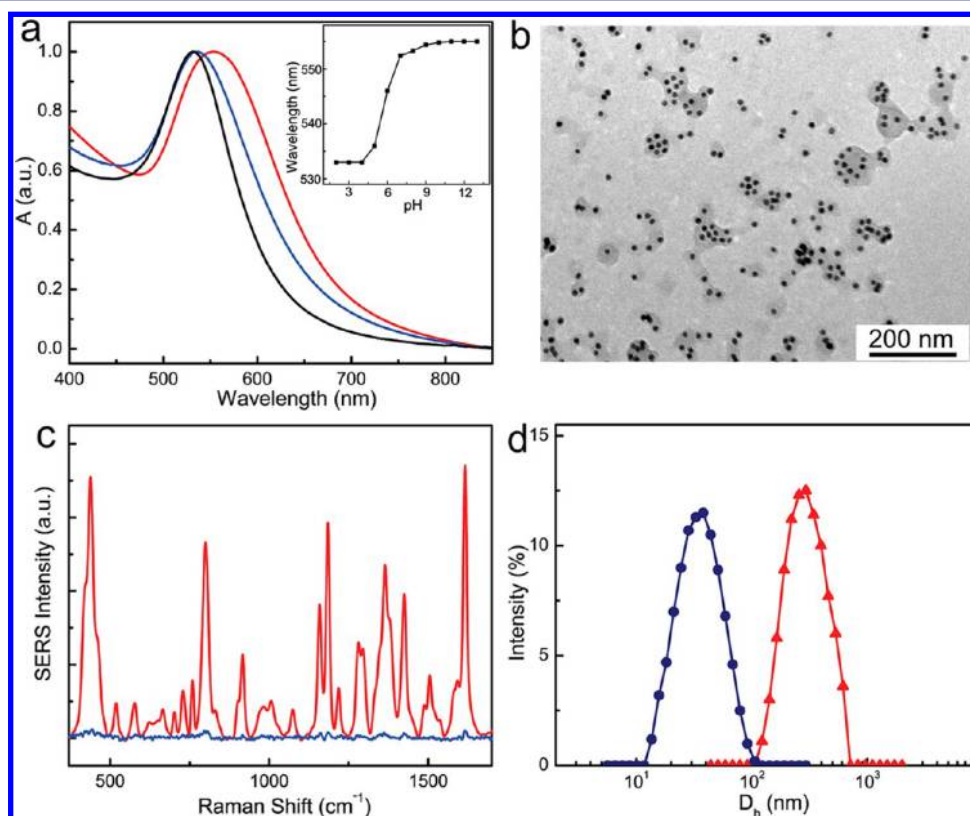 a
A (a.u.)
1.0
0.8
0.6
0.4
0.2
0.0
400 500 600 700 800
Wavelength (nm)
Wavelength (nm)
550
540
530
3 6 9 12
pH
b
200 nm
c
SERS Intensity (a.u.)
500 1000 1500
Raman Shift (cm⁻¹)
d
Intensity (%)
15
10
5
0
10¹ 10² 10³
Dₕ (nm)